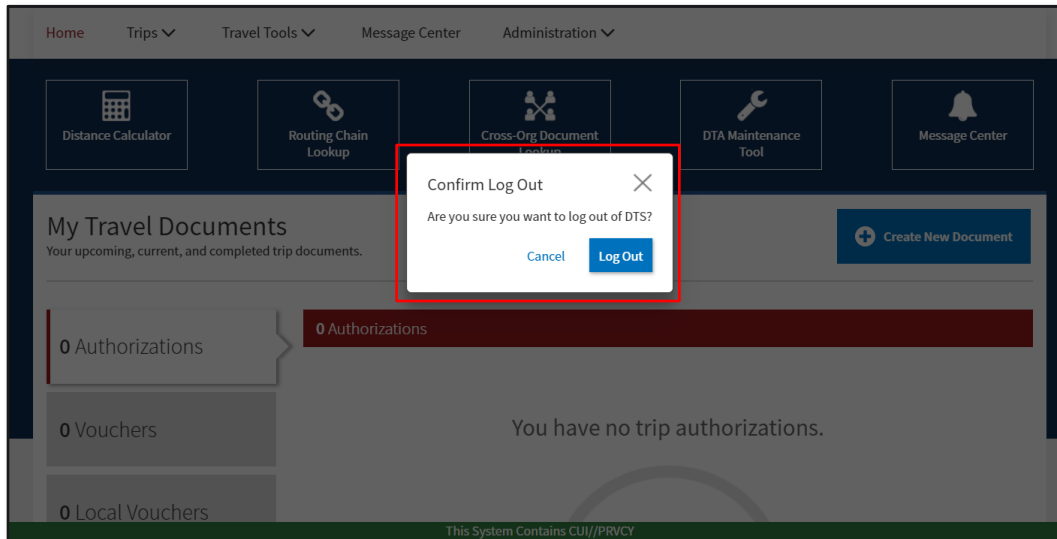 Home Trips Travel Tools Message Center Administration
Distance Calculator
Routing Chain
Lookup
Cross-Org Document
Lookup
DTA Maintenance
Tool
Message Center
Confirm Log Out
Are you sure you want to log out of DTS?
Cancel Log Out
My Travel Documents
Your upcoming, current, and completed trip documents.
Create New Document
0 Authorizations
0 Vouchers
0 Local Vouchers
0 Authorizations
You have no trip authorizations.
This System Contains CUI//PRVCY